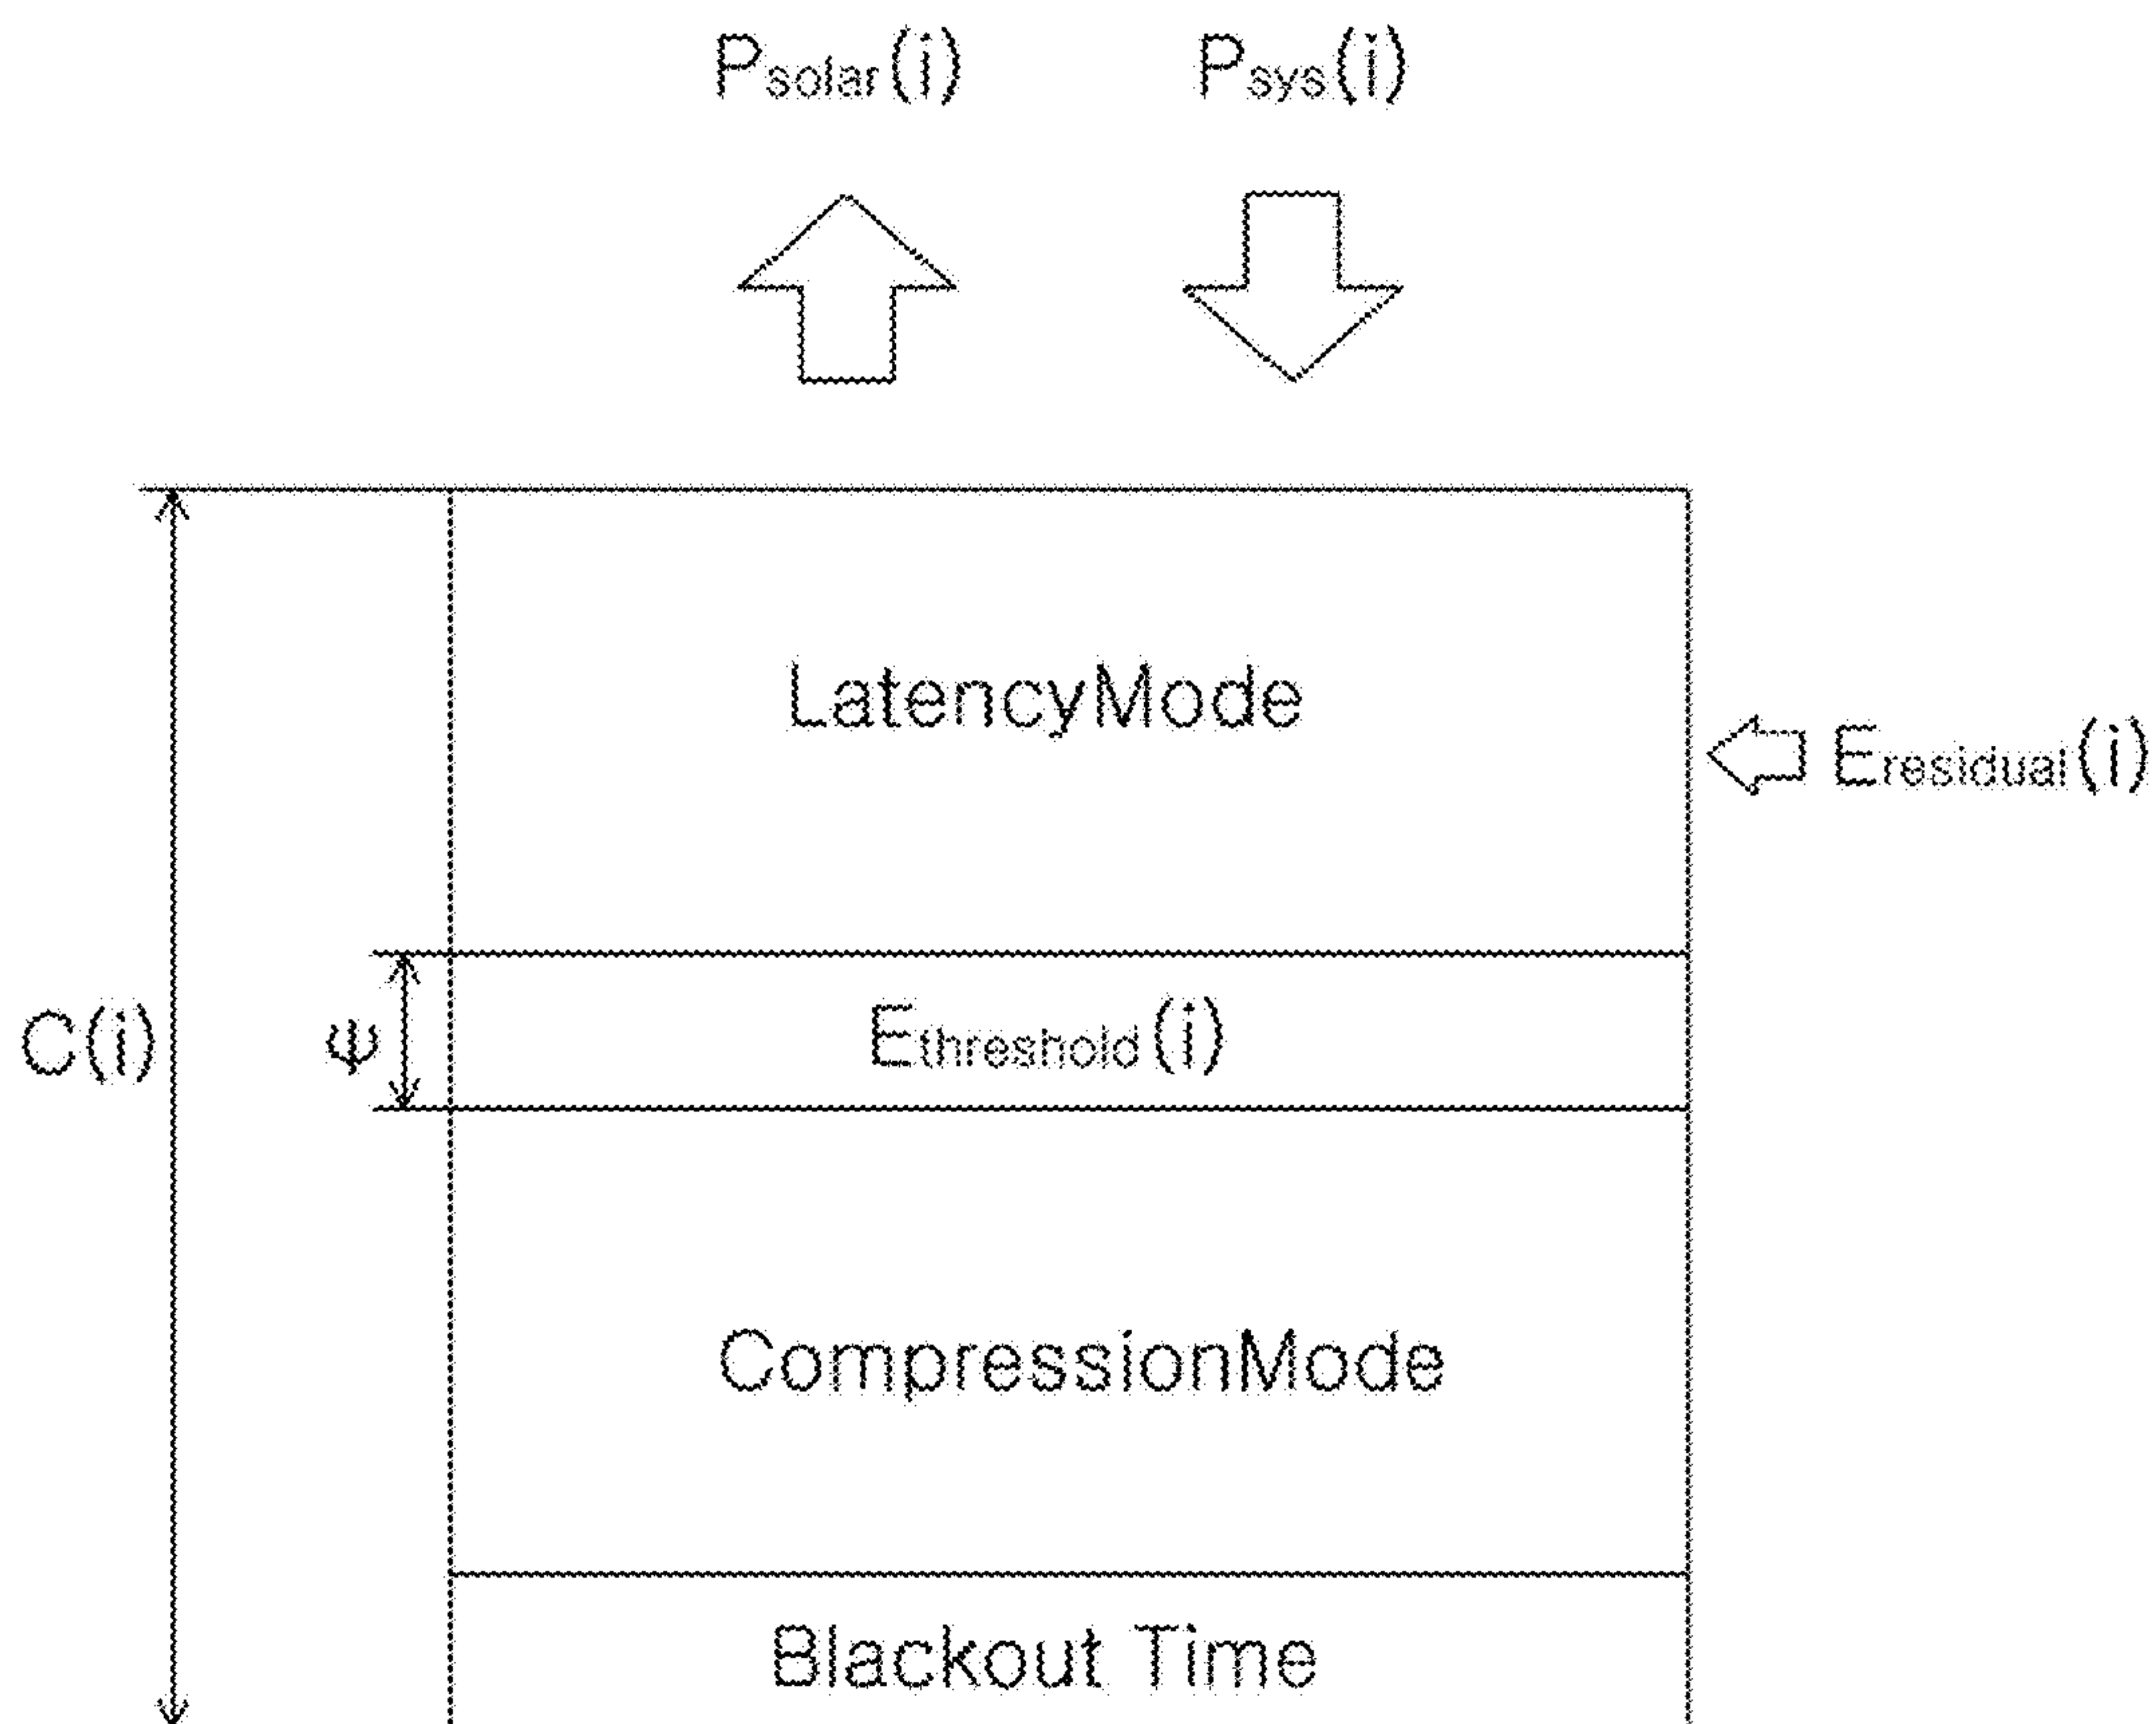 Psolar(i)
Psys(i)
LatencyMode
Eresidual(i)
C(i)
ψ
Ethreshold(i)
CompressionMode
Blackout Time